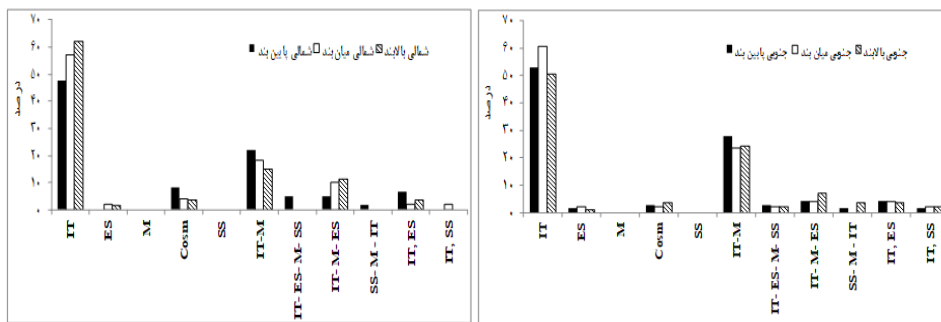 ۷۰
۶۰
۵۰
۴۰
۳۰
۲۰
۱۰
۰
درصد
شمالی پایین بند
شمالی میان بند
شمالی بالابند
IT
ES
M
Cosm
SS
IT-M
IT- ES- M- SS
IT- M- ES
SS- M - IT
IT, ES
IT, SS
۷۰
۶۰
۵۰
۴۰
۳۰
۲۰
۱۰
۰
درصد
جنوبی پایین بند
جنوبی میان بند
جنوبی بالابند
IT
ES
M
Cosm
SS
IT-M
IT- ES- M- SS
IT- M- ES
SS- M - IT
IT, ES
IT, SS